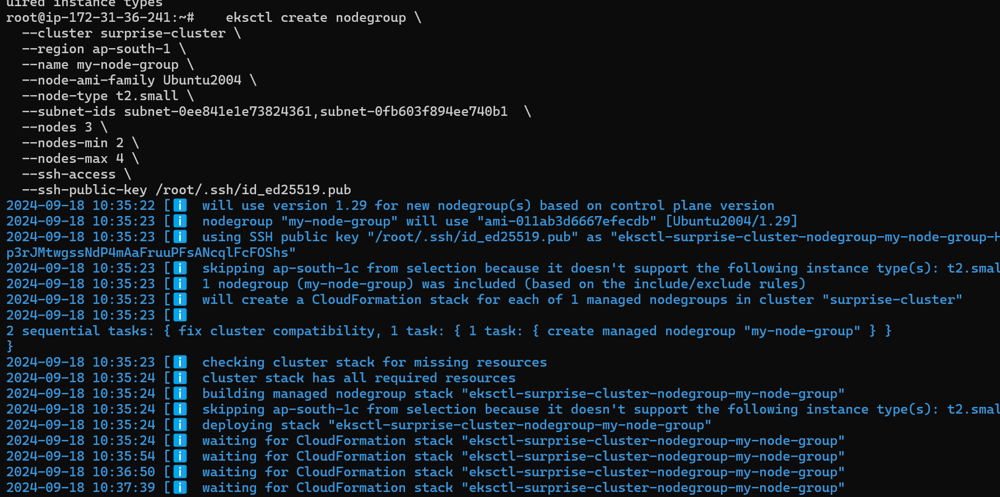 uired instance types
root@ip-172-31-36-241:~#    eksctl create nodegroup \
  --cluster surprise-cluster \
  --region ap-south-1 \
  --name my-node-group \
  --node-ami-family Ubuntu2004 \
  --node-type t2.small \
  --subnet-ids subnet-0ee841e1e73824361,subnet-0fb603f894ee740b1  \
  --nodes 3 \
  --nodes-min 2 \
  --nodes-max 4 \
  --ssh-access \
  --ssh-public-key /root/.ssh/id_ed25519.pub
2024-09-18 10:35:22 [ℹ]  will use version 1.29 for new nodegroup(s) based on control plane version
2024-09-18 10:35:23 [ℹ]  nodegroup "my-node-group" will use "ami-011ab3d6667efecdb" [Ubuntu2004/1.29]
2024-09-18 10:35:23 [ℹ]  using SSH public key "/root/.ssh/id_ed25519.pub" as "eksctl-surprise-cluster-nodegroup-my-node-group-H
p3rJMtwgssNdP4mAaFruuPFsANcqlFcFOShs"
2024-09-18 10:35:23 [ℹ]  skipping ap-south-1c from selection because it doesn't support the following instance type(s): t2.smal
2024-09-18 10:35:23 [ℹ]  1 nodegroup (my-node-group) was included (based on the include/exclude rules)
2024-09-18 10:35:23 [ℹ]  will create a CloudFormation stack for each of 1 managed nodegroups in cluster "surprise-cluster"
2024-09-18 10:35:23 [ℹ]
2 sequential tasks: { fix cluster compatibility, 1 task: { 1 task: { create managed nodegroup "my-node-group" } }
}
2024-09-18 10:35:23 [ℹ]  checking cluster stack for missing resources
2024-09-18 10:35:24 [ℹ]  cluster stack has all required resources
2024-09-18 10:35:24 [ℹ]  building managed nodegroup stack "eksctl-surprise-cluster-nodegroup-my-node-group"
2024-09-18 10:35:24 [ℹ]  skipping ap-south-1c from selection because it doesn't support the following instance type(s): t2.smal
2024-09-18 10:35:24 [ℹ]  deploying stack "eksctl-surprise-cluster-nodegroup-my-node-group"
2024-09-18 10:35:24 [ℹ]  waiting for CloudFormation stack "eksctl-surprise-cluster-nodegroup-my-node-group"
2024-09-18 10:35:54 [ℹ]  waiting for CloudFormation stack "eksctl-surprise-cluster-nodegroup-my-node-group"
2024-09-18 10:36:50 [ℹ]  waiting for CloudFormation stack "eksctl-surprise-cluster-nodegroup-my-node-group"
2024-09-18 10:37:39 [ℹ]  waiting for CloudFormation stack "eksctl-surprise-cluster-nodegroup-my-node-group"